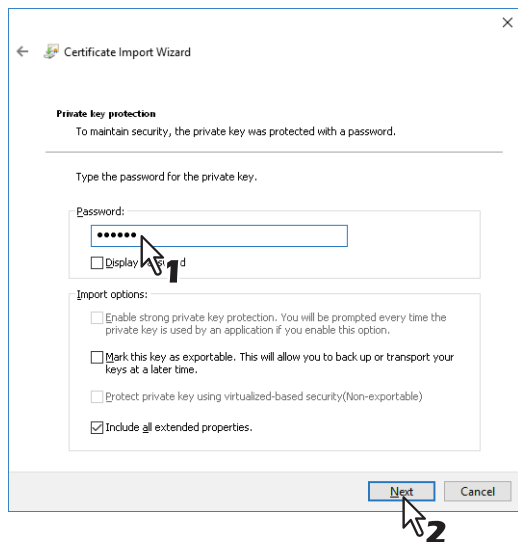 Certificate Import Wizard
Private key protection
To maintain security, the private key was protected with a password.
Type the password for the private key.
Password:
••••••
1
Display
Import options:
Enable strong private key protection. You will be prompted every time the
private key is used by an application if you enable this option.
Mark this key as exportable. This will allow you to back up or transport your
keys at a later time.
Protect private key using virtualized-based security(Non-exportable)
Include all extended properties.
Next
Cancel
2